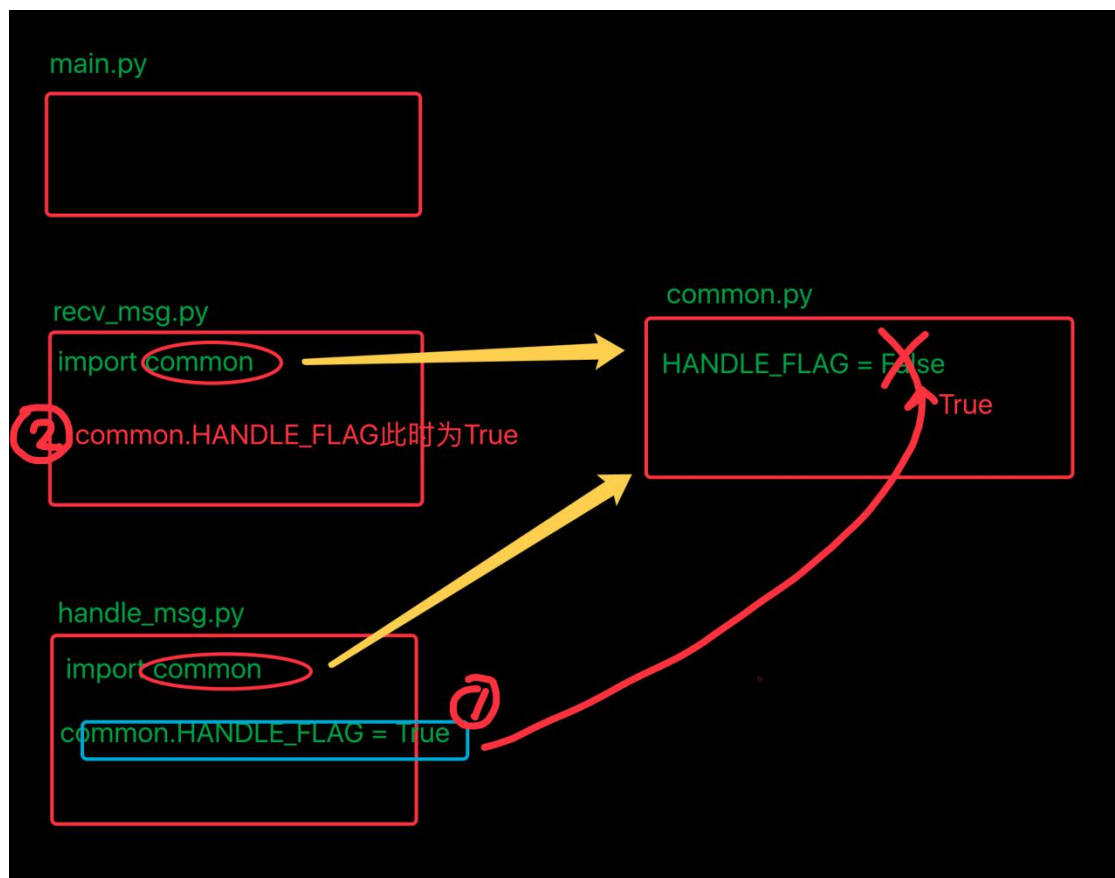 main.py
recv_msg.py
import common
② common.HANDLE_FLAG此时为True
common.py
HANDLE_FLAG = False
True
handle_msg.py
import common
①
common.HANDLE_FLAG = True